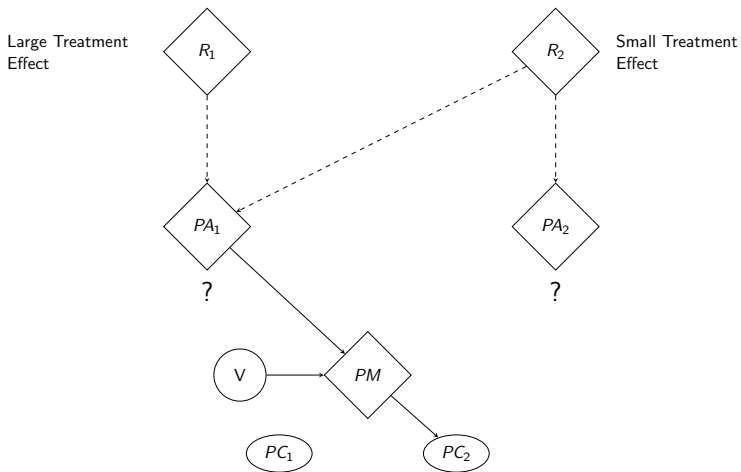 Large Treatment
Effect
R1
R2
Small Treatment
Effect
PA1
PA2
?
?
V
PM
PC1
PC2